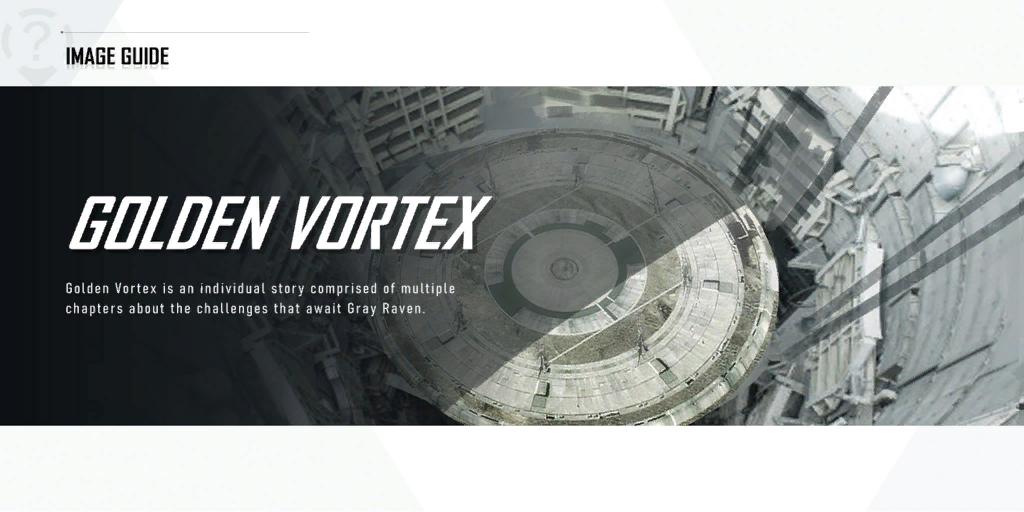 IMAGE GUIDE
GOLDEN VORTEX
Golden Vortex is an individual story comprised of multiple
chapters about the challenges that await Gray Raven.